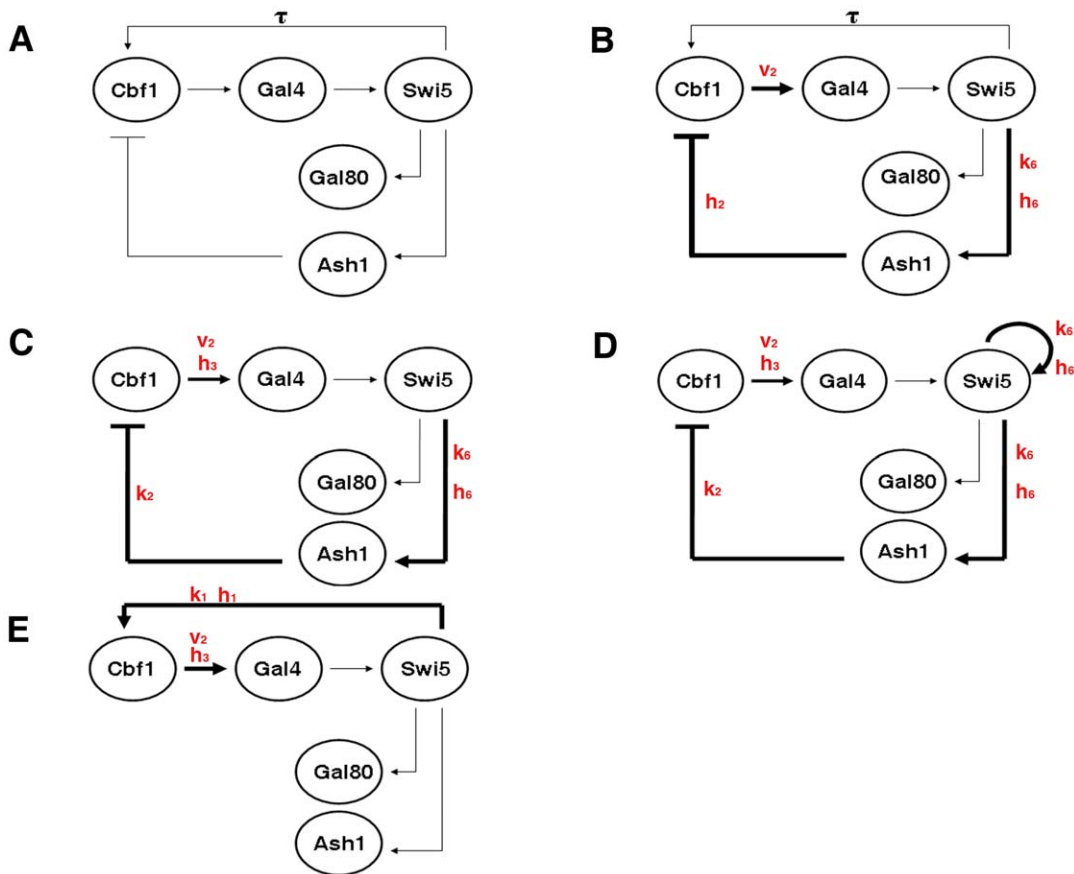 A
τ
Cbf1 Gal4 Swi5
Gal80
Ash1
B
τ
v₂
Cbf1 Gal4 Swi5
Gal80
k₆
h₂ h₆
Ash1
C
v₂
h₃
Cbf1 Gal4 Swi5
k₆
Gal80
k₂ h₆
Ash1
D
k₆
v₂
h₃
Cbf1 Gal4 Swi5
h₆
k₆
Gal80
k₂ h₆
Ash1
E
k₁ h₁
v₂
h₃
Cbf1 Gal4 Swi5
Gal80
Ash1